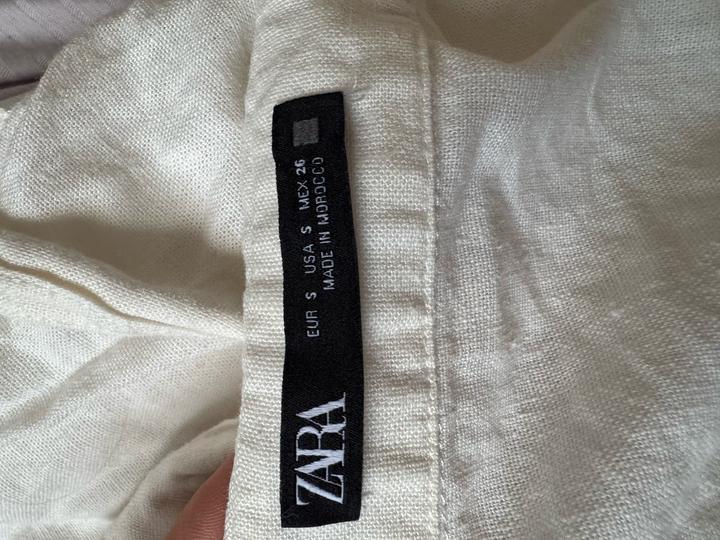 ZARA
EUR S USA S MEX 26
MADE IN MOROCCO